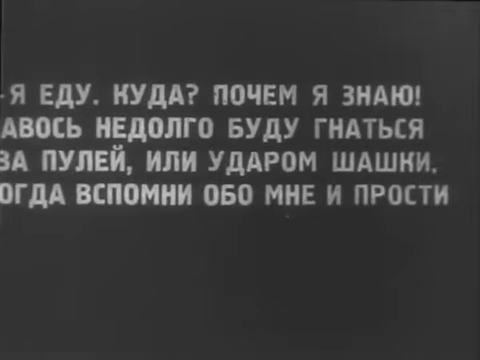 -Я ЕДУ. КУДА? ПОЧЕМ Я ЗНАЮ!
АВОСЬ НЕДОЛГО БУДУ ГНАТЬСЯ
ЗА ПУЛЕЙ, ИЛИ УДАРОМ ШАШКИ.
ОГДА ВСПОМНИ ОБО МНЕ И ПРОСТИ